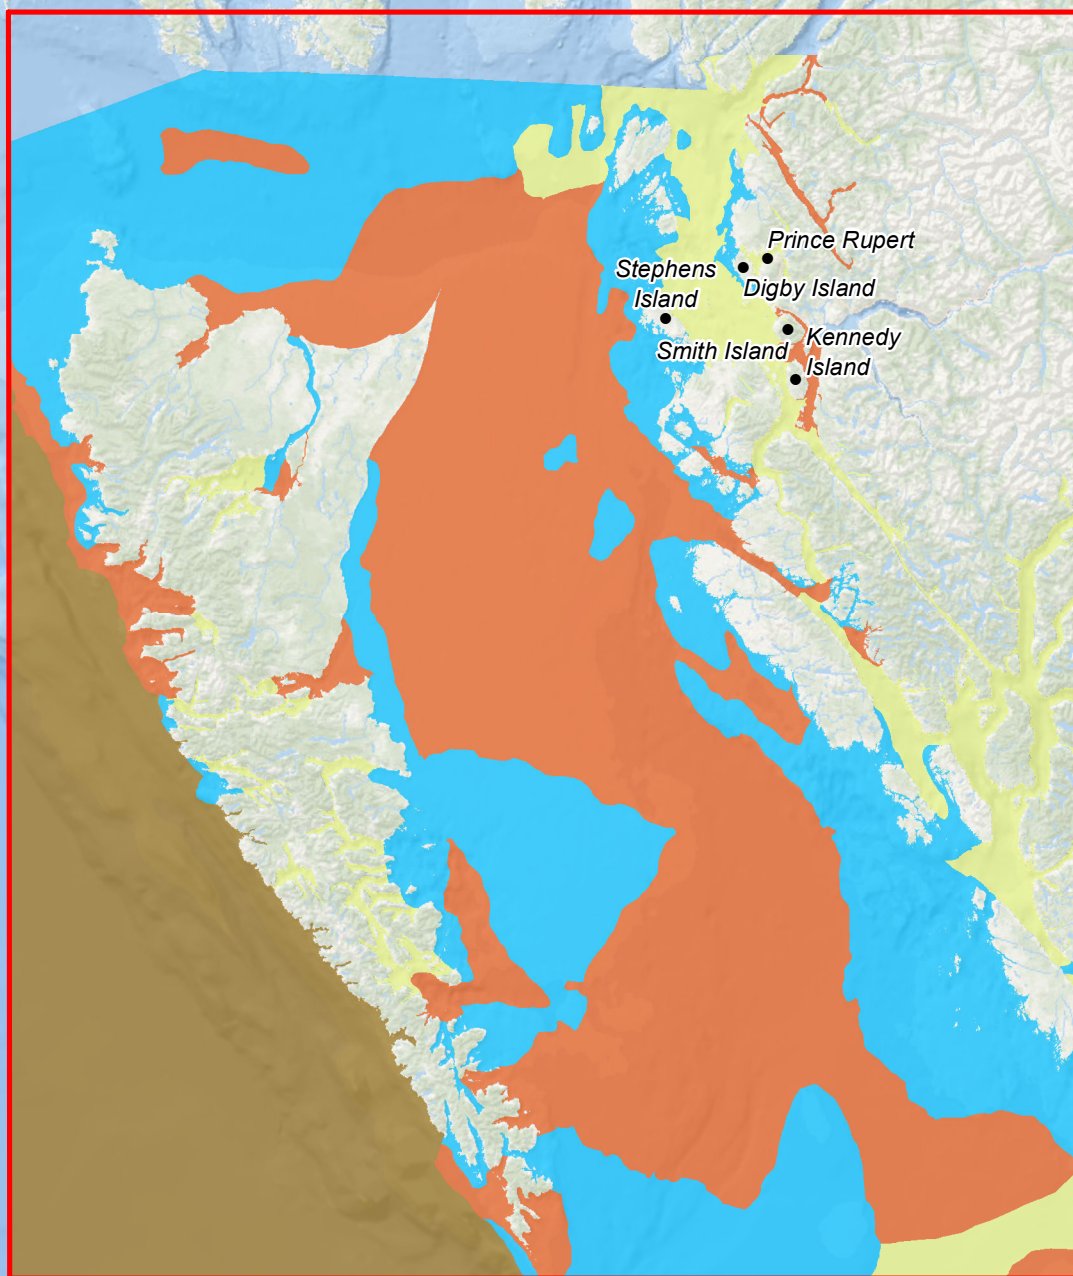 Prince Rupert
Stephens
Island
Digby Island
Kennedy
Island
Smith Island